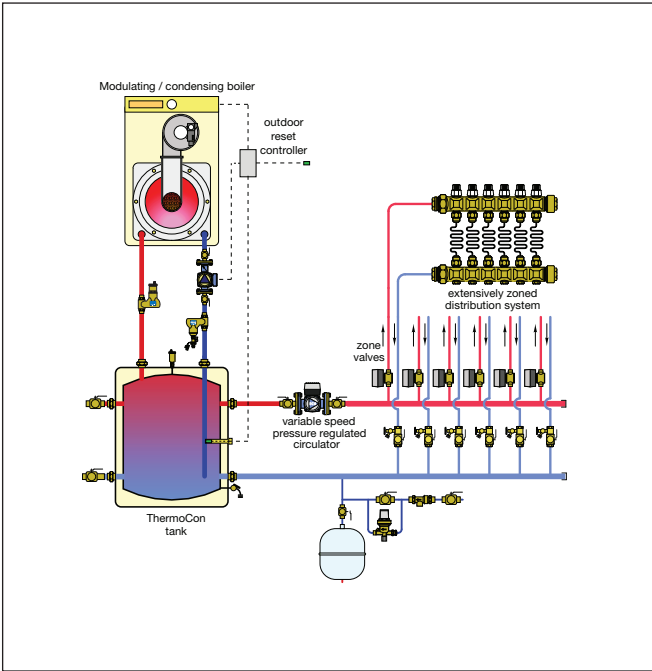 Modulating / condensing boiler
outdoor
reset
controller
extensively zoned
distribution system
zone
valves
variable speed
pressure regulated
circulator
ThermoCon
tank